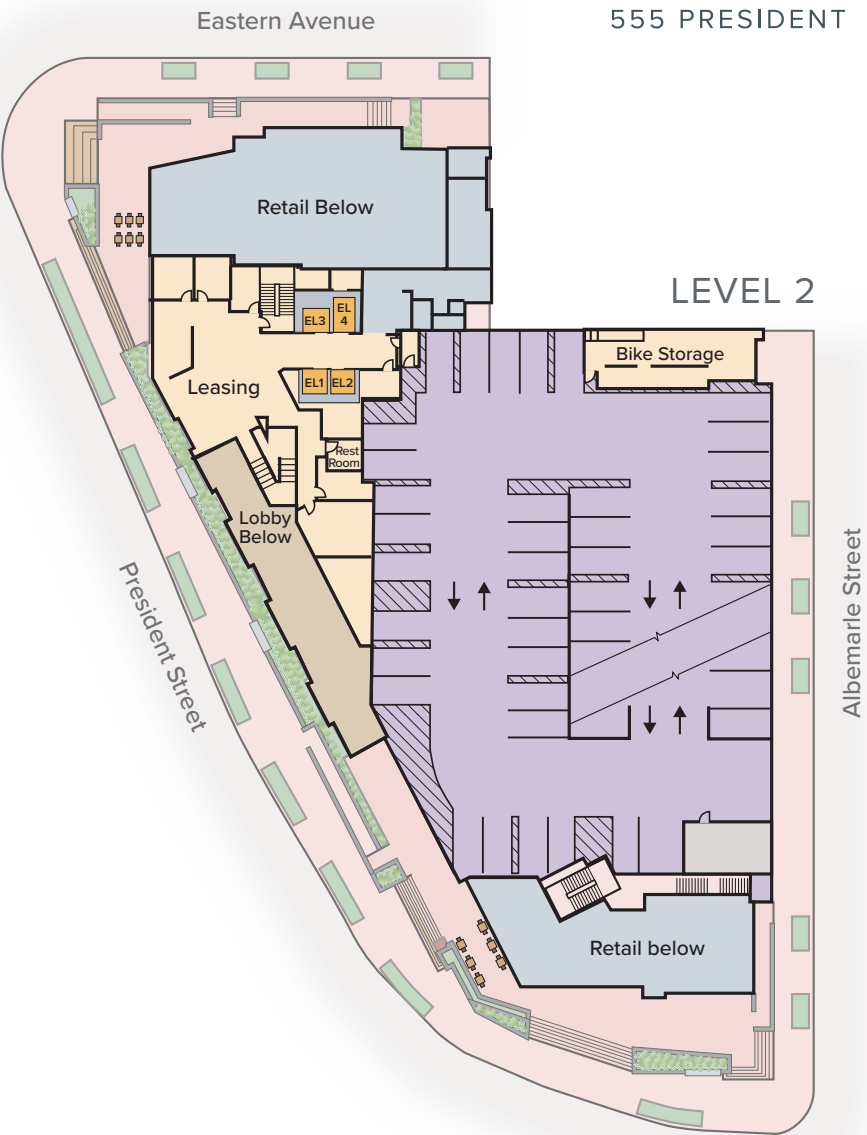 Eastern Avenue
555 PRESIDENT
Retail Below
LEVEL 2
EL3
EL
4
Bike Storage
Leasing
EL1
EL2
Rest
Room
Lobby
Below
President Street
Albemarle Street
Retail below